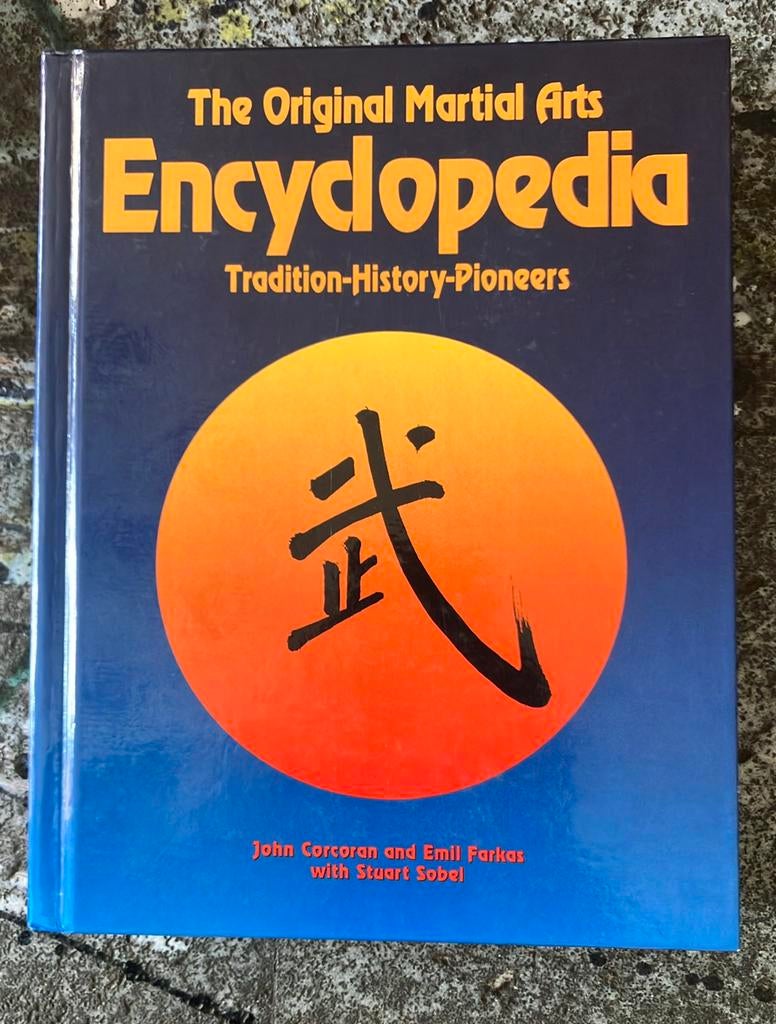 The Original Martial Arts
Encyclopedia
Tradition-History-Pioneers
武
John Corcoran and Emil Farkas
with Stuart Sobel